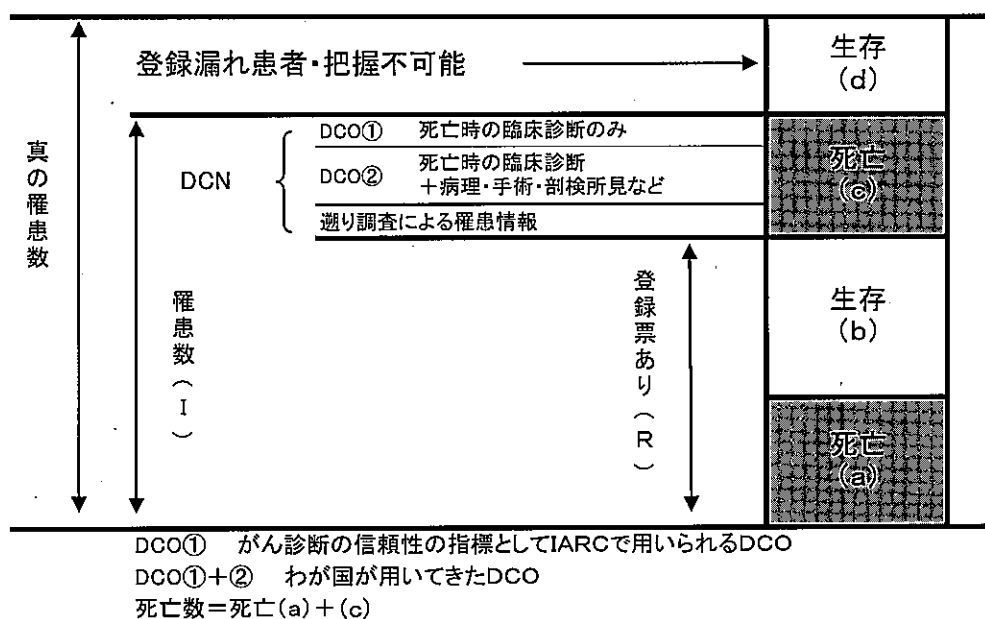 登録漏れ患者・把握不可能
生存
(d)
真の罹患数
DCN
DCO① 死亡時の臨床診断のみ
DCO② 死亡時の臨床診断
+病理・手術・剖検所見など
遡り調査による罹患情報
死亡
(c)
罹患数(I)
登録票あり(R)
生存
(b)
死亡
(a)
DCO① がん診断の信頼性の指標としてIARCで用いられるDCO
DCO①+② わが国が用いてきたDCO
死亡数=死亡(a)+(c)